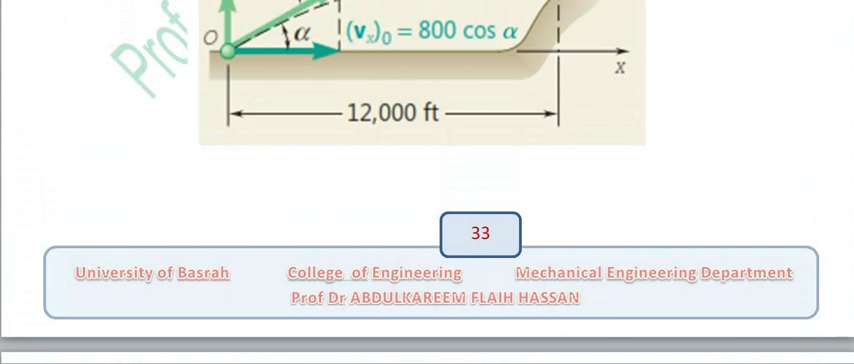 Prof
O
α
(vₓ)₀ = 800 cos α
x
12,000 ft
33
University of Basrah College of Engineering Mechanical Engineering Department
Prof Dr ABDULKAREEM FLAIH HASSAN